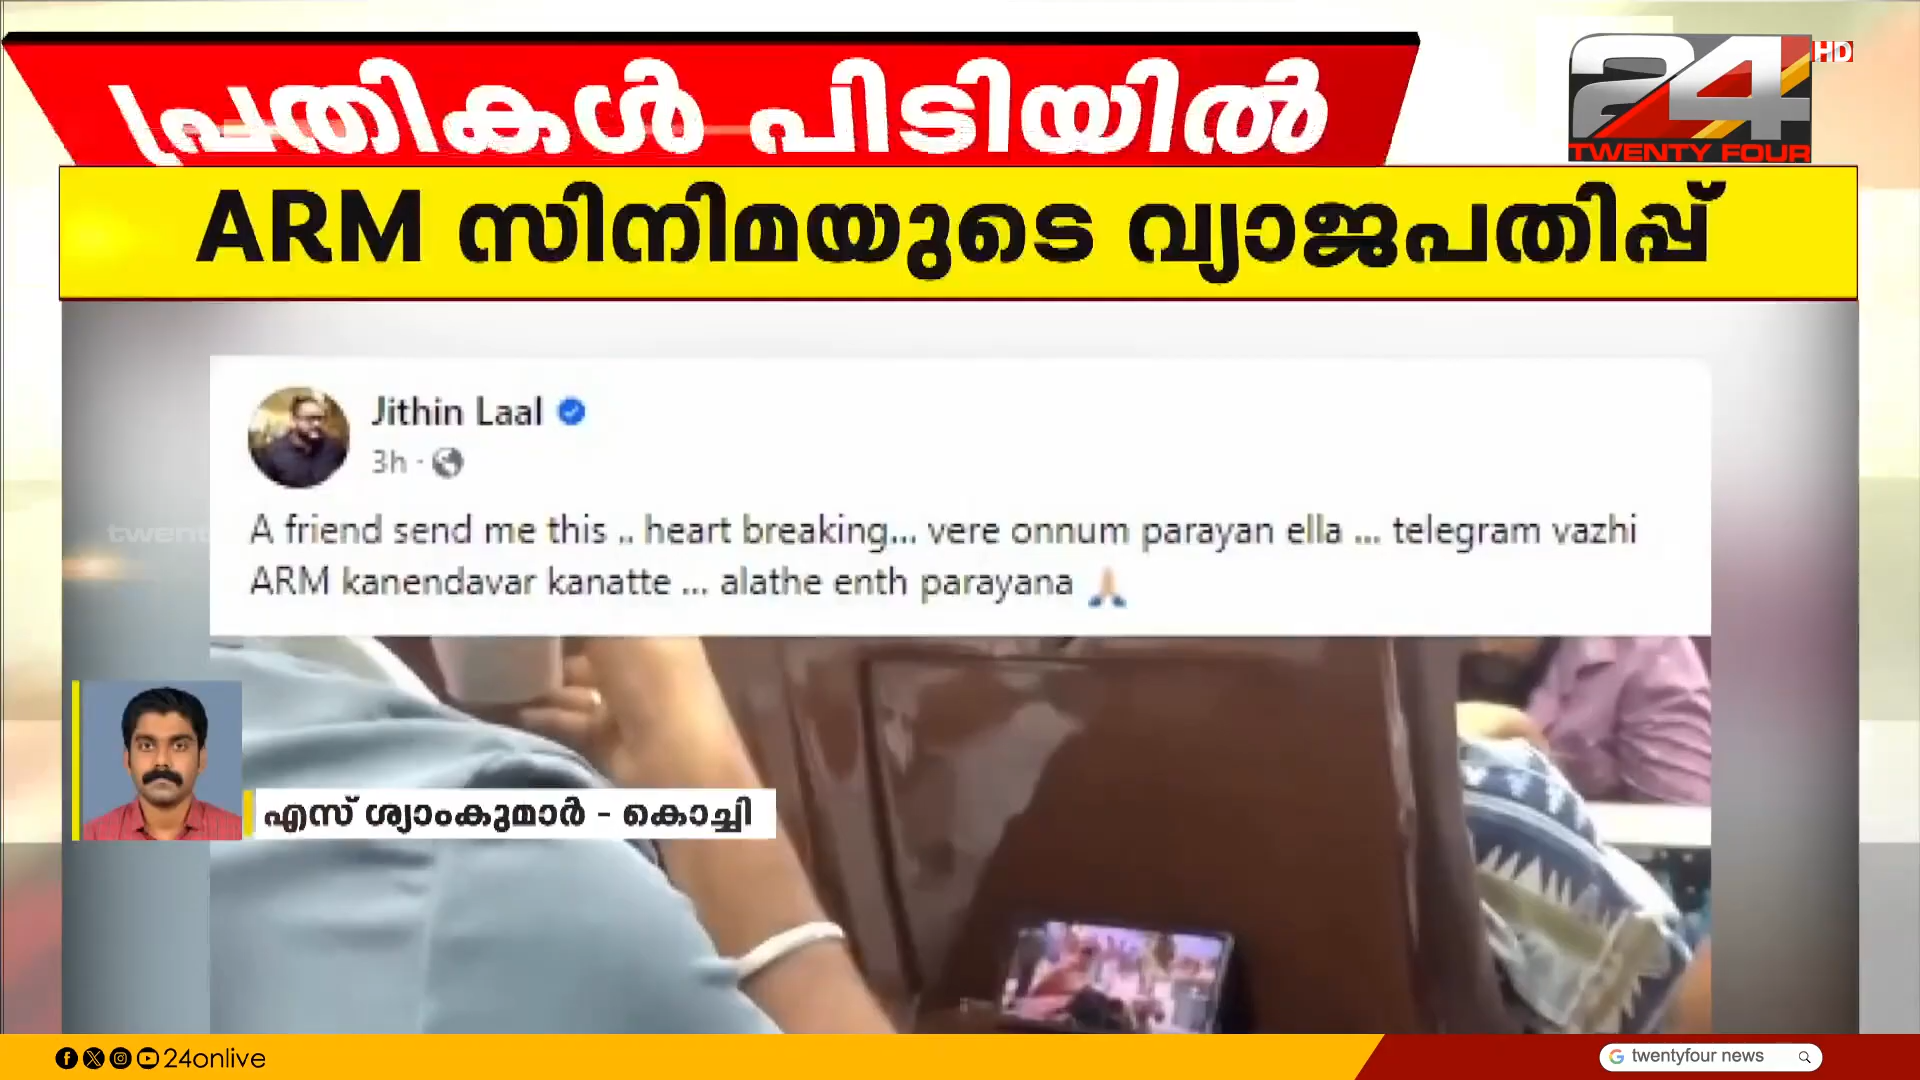 പ്രതികൾ പിടിയിൽ
24 HD
TWENTY FOUR
ARM സിനിമയുടെ വ്യാജപതിപ്പ്
Jithin Laal
3h ·
A friend send me this .. heart breaking... vere onnum parayan ella ... telegram vazhi
ARM kanendavar kanatte ... alathe enth parayana 🙏🏼
twent
എസ് ശ്യാംകുമാർ - കൊച്ചി
24onlive
twentyfour news